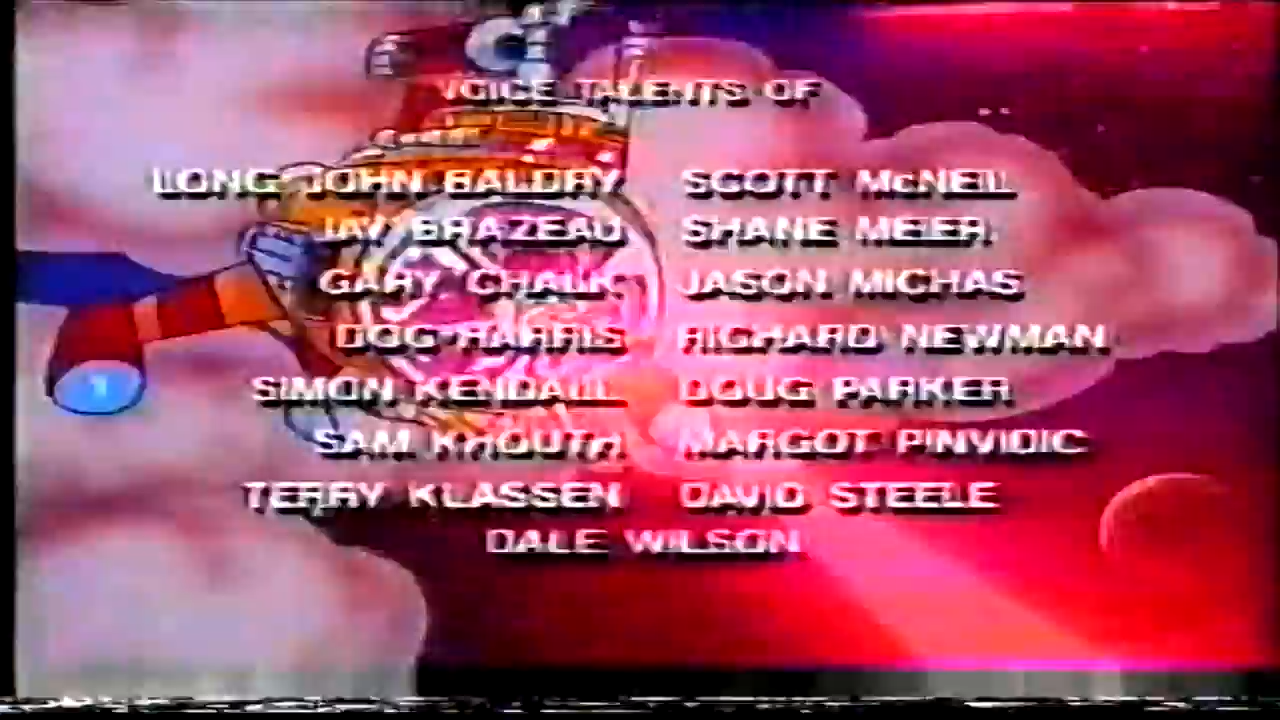 VOICE TALENTS OF
LONG JOHN BALDRY SCOTT McNEIL
JAY BRAZEAU SHANE MEIER
GARY CHALK JASON MICHAS
DOC HARRIS RICHARD NEWMAN
SIMON KENDALL DOUG PARKER
SAM KHOUTH MARGOT PINVIDIC
TERRY KLASSEN DAVID STEELE
DALE WILSON